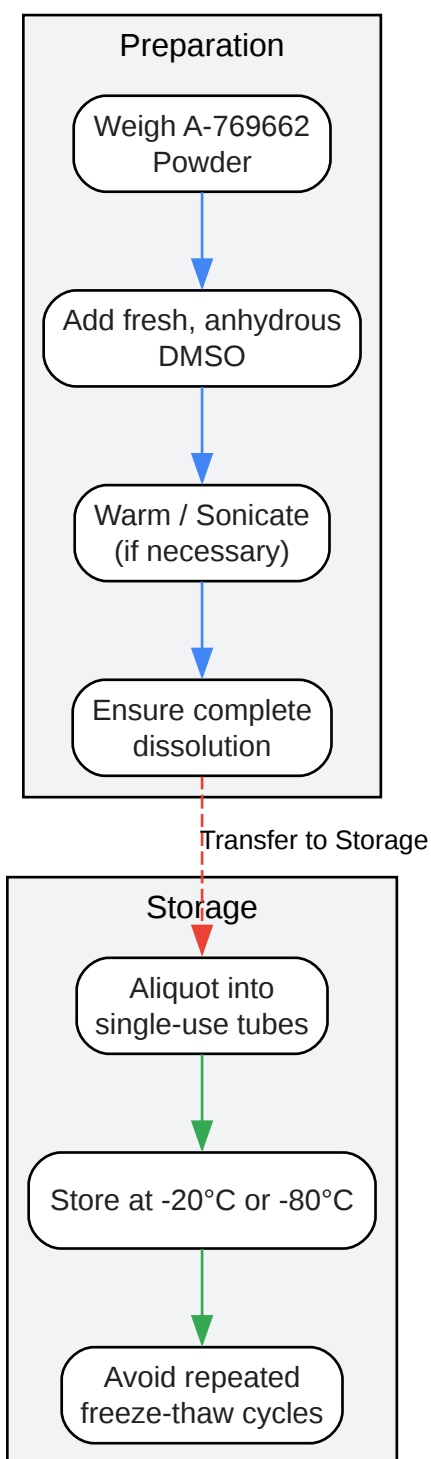 Preparation
Weigh A-769662
Powder
Add fresh, anhydrous
DMSO
Warm / Sonicate
(if necessary)
Ensure complete
dissolution
Transfer to Storage
Storage
Aliquot into
single-use tubes
Store at -20°C or -80°C
Avoid repeated
freeze-thaw cycles